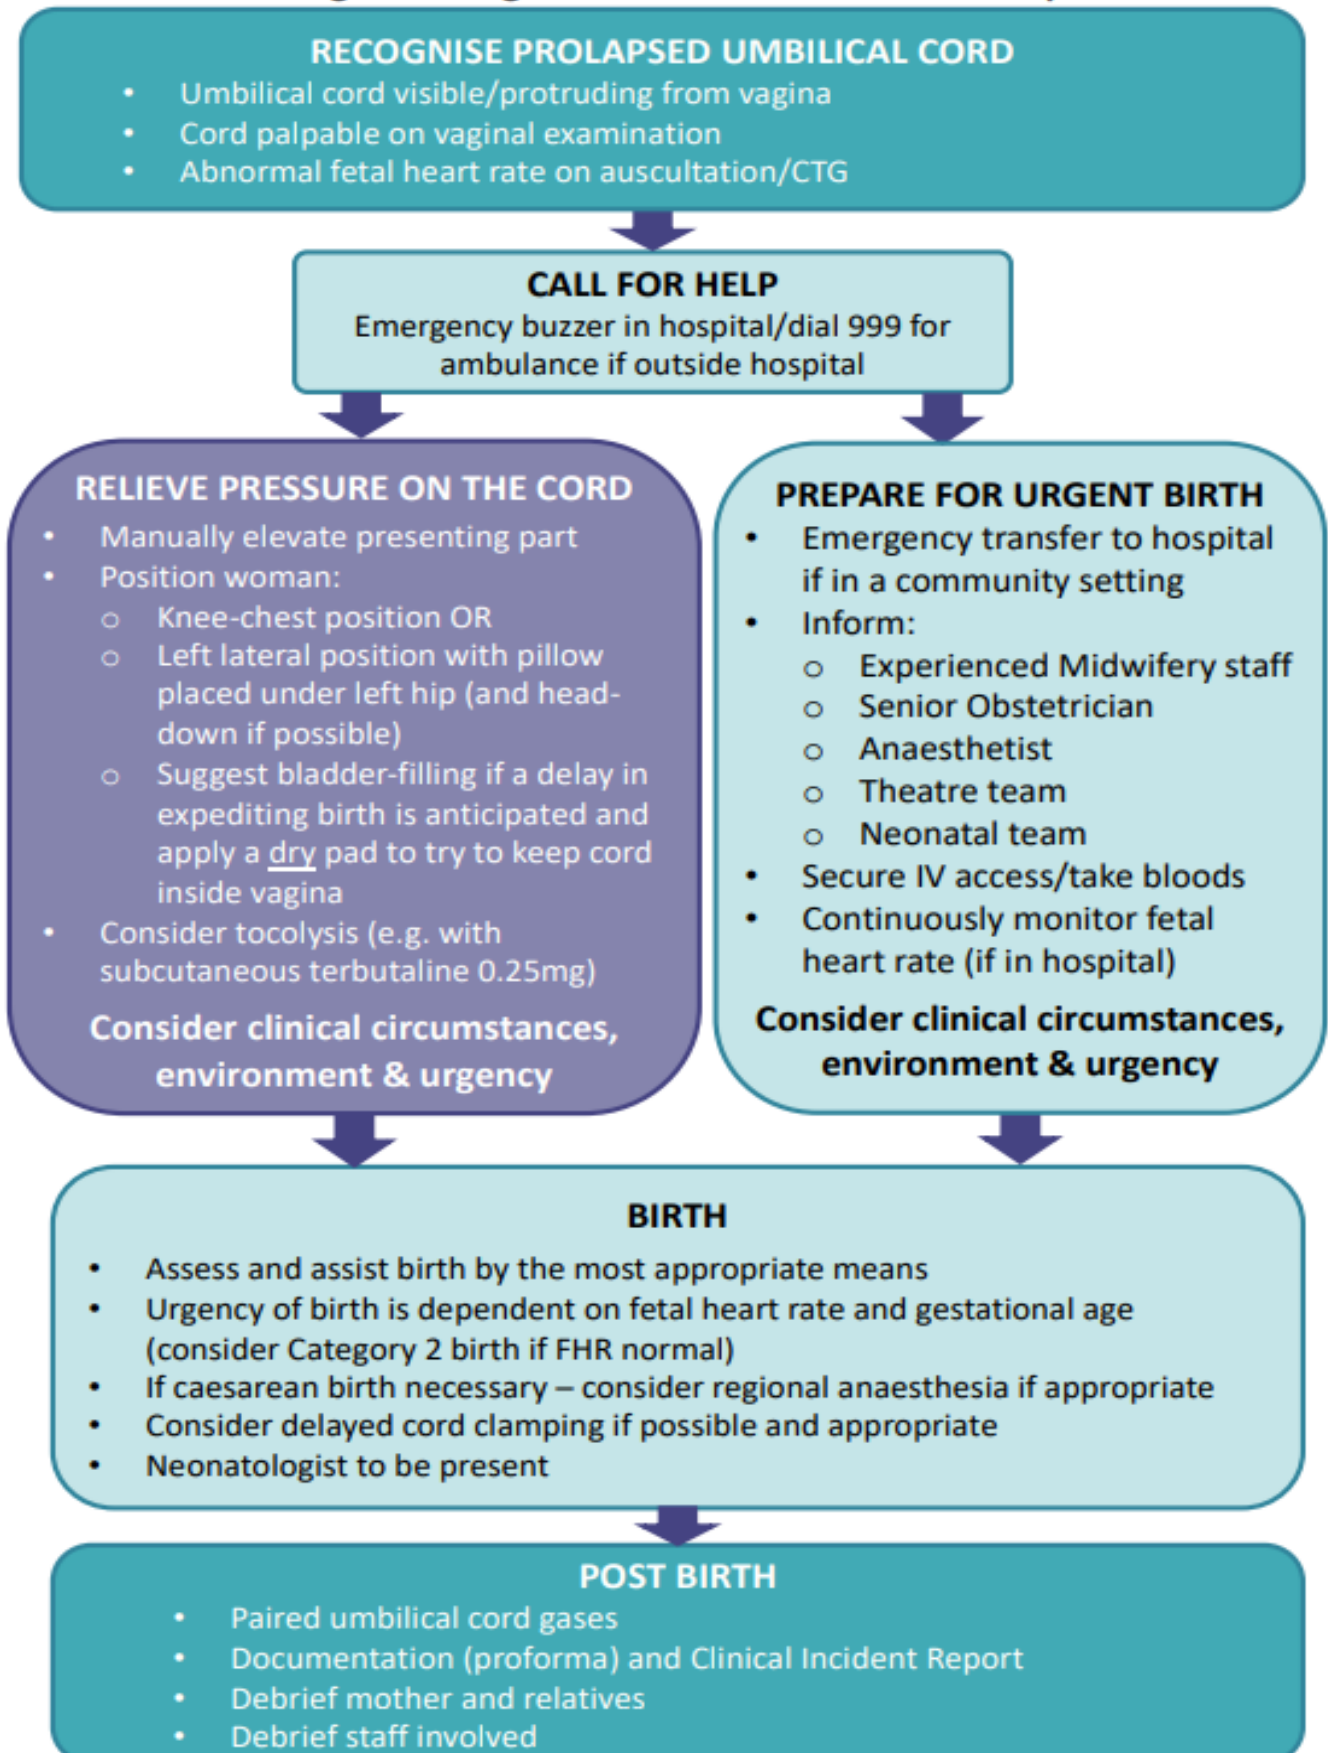 RECOGNISE PROLAPSED UMBILICAL CORD
• Umbilical cord visible/protruding from vagina
• Cord palpable on vaginal examination
• Abnormal fetal heart rate on auscultation/CTG
CALL FOR HELP
Emergency buzzer in hospital/dial 999 for
ambulance if outside hospital
RELIEVE PRESSURE ON THE CORD
• Manually elevate presenting part
• Position woman:
o Knee-chest position OR
o Left lateral position with pillow
placed under left hip (and head-
down if possible)
o Suggest bladder-filling if a delay in
expediting birth is anticipated and
apply a dry pad to try to keep cord
inside vagina
• Consider tocolysis (e.g. with
subcutaneous terbutaline 0.25mg)
Consider clinical circumstances,
environment & urgency
PREPARE FOR URGENT BIRTH
• Emergency transfer to hospital
if in a community setting
• Inform:
o Experienced Midwifery staff
o Senior Obstetrician
o Anaesthetist
o Theatre team
o Neonatal team
• Secure IV access/take bloods
• Continuously monitor fetal
heart rate (if in hospital)
Consider clinical circumstances,
environment & urgency
BIRTH
• Assess and assist birth by the most appropriate means
• Urgency of birth is dependent on fetal heart rate and gestational age
(consider Category 2 birth if FHR normal)
• If caesarean birth necessary – consider regional anaesthesia if appropriate
• Consider delayed cord clamping if possible and appropriate
• Neonatologist to be present
POST BIRTH
• Paired umbilical cord gases
• Documentation (proforma) and Clinical Incident Report
• Debrief mother and relatives
• Debrief staff involved